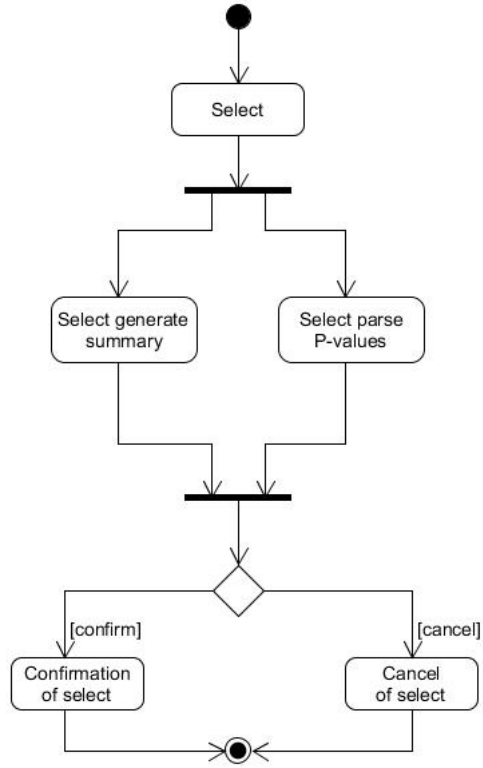 Select
Select generate
summary
Select parse
P-values
[confirm]
[cancel]
Confirmation
of select
Cancel
of select